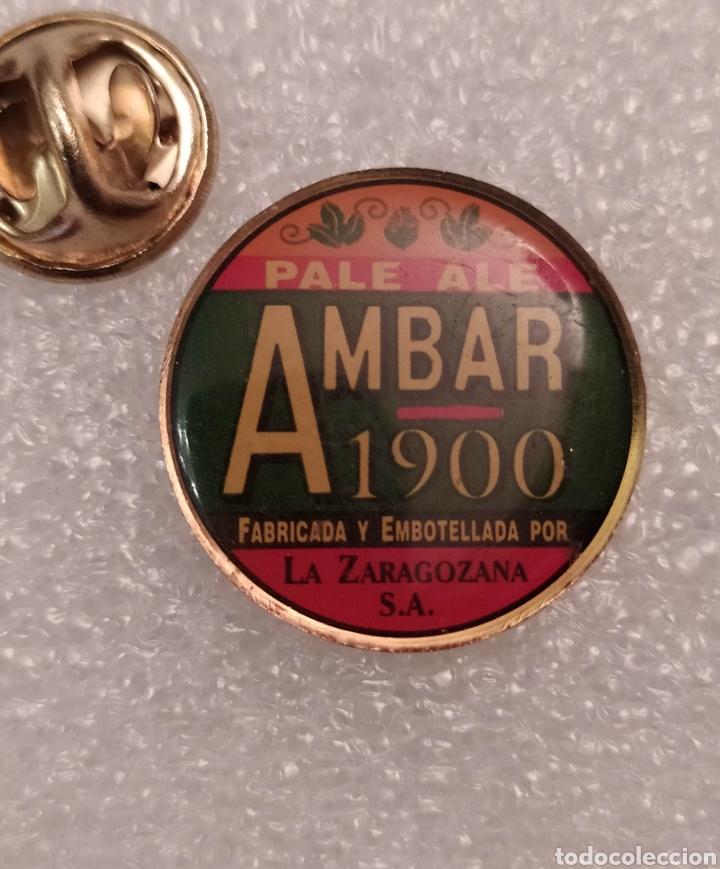 PALE ALE
AMBAR
1900
FABRICADA Y EMBOTELLADA POR
LA ZARAGOZANA
S.A.
todocoleccion